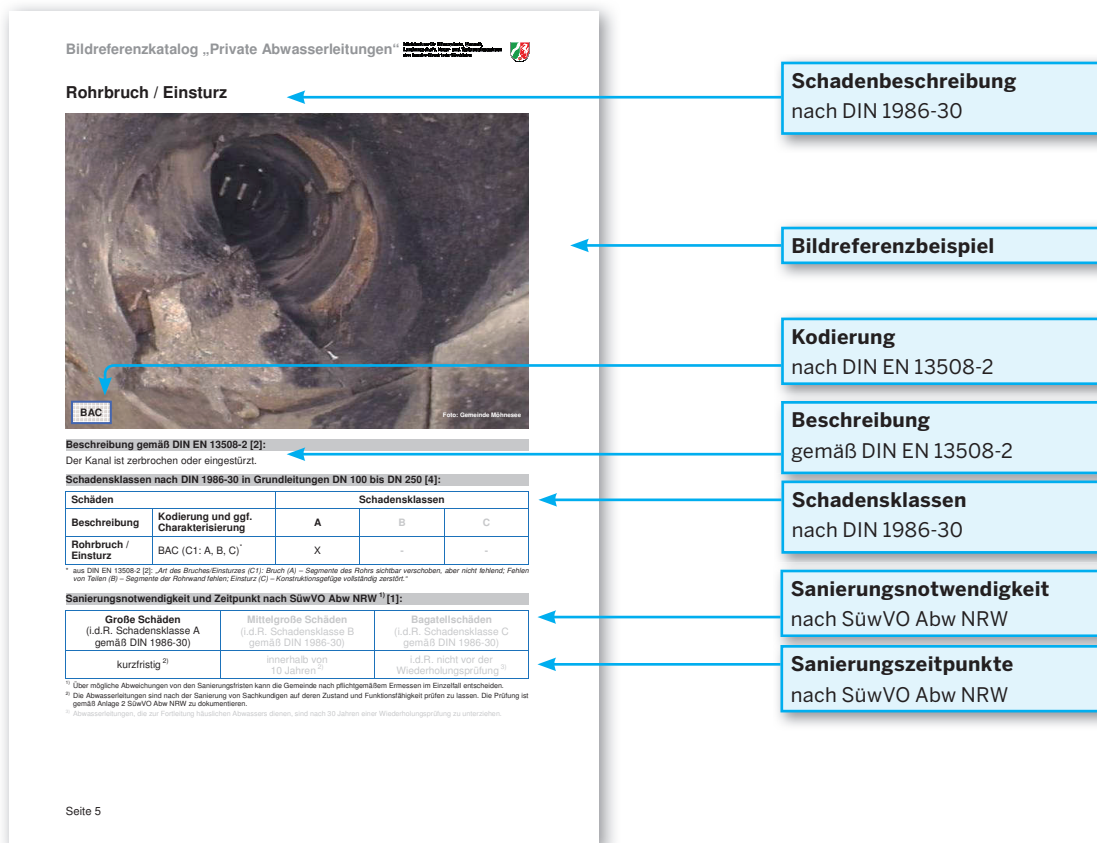 Bildreferenzkatalog „Private Abwasserleitungen“
Rohrbruch / Einsturz
BAC
Foto: Gemeinde Möhnesee
Beschreibung gemäß DIN EN 13508-2 [2]:
Der Kanal ist zerbrochen oder eingestürzt.
Schadensklassen nach DIN 1986-30 in Grundleitungen DN 100 bis DN 250 [4]:
Schäden Schadensklassen
Beschreibung Kodierung und ggf. Charakterisierung A B C
Rohrbruch / Einsturz BAC (C1: A, B, C)* X - -
* aus DIN EN 13508-2 [2]: „Art des Bruches/Einsturzes (C1): Bruch (A) – Segmente des Rohrs sichtbar verschoben, aber nicht fehlend; Fehlen
von Teilen (B) – Segmente der Rohrwand fehlen; Einsturz (C) – Konstruktionsgefüge vollständig zerstört.“
Sanierungsnotwendigkeit und Zeitpunkt nach SüwVO Abw NRW 1) [1]:
Große Schäden Mittelgroße Schäden Bagatellschäden
(i.d.R. Schadensklasse A (i.d.R. Schadensklasse B (i.d.R. Schadensklasse C
gemäß DIN 1986-30) gemäß DIN 1986-30) gemäß DIN 1986-30)
kurzfristig 2) innerhalb von 10 Jahren 2) i.d.R. nicht vor der Wiederholungsprüfung 3)
1) Über mögliche Abweichungen von den Sanierungsfristen kann die Gemeinde nach pflichtgemäßem Ermessen im Einzelfall entscheiden.
2) Die Abwasserleitungen sind nach der Sanierung von Sachkundigen auf deren Zustand und Funktionsfähigkeit prüfen zu lassen. Die Prüfung ist
gemäß Anlage 2 SüwVO Abw NRW zu dokumentieren.
3) Abwasserleitungen, die zur Fortleitung häuslichen Abwassers dienen, sind nach 30 Jahren einer Wiederholungsprüfung zu unterziehen.
Seite 5
Schadenbeschreibung
nach DIN 1986-30
Bildreferenzbeispiel
Kodierung
nach DIN EN 13508-2
Beschreibung
gemäß DIN EN 13508-2
Schadensklassen
nach DIN 1986-30
Sanierungsnotwendigkeit
nach SüwVO Abw NRW
Sanierungszeitpunkte
nach SüwVO Abw NRW